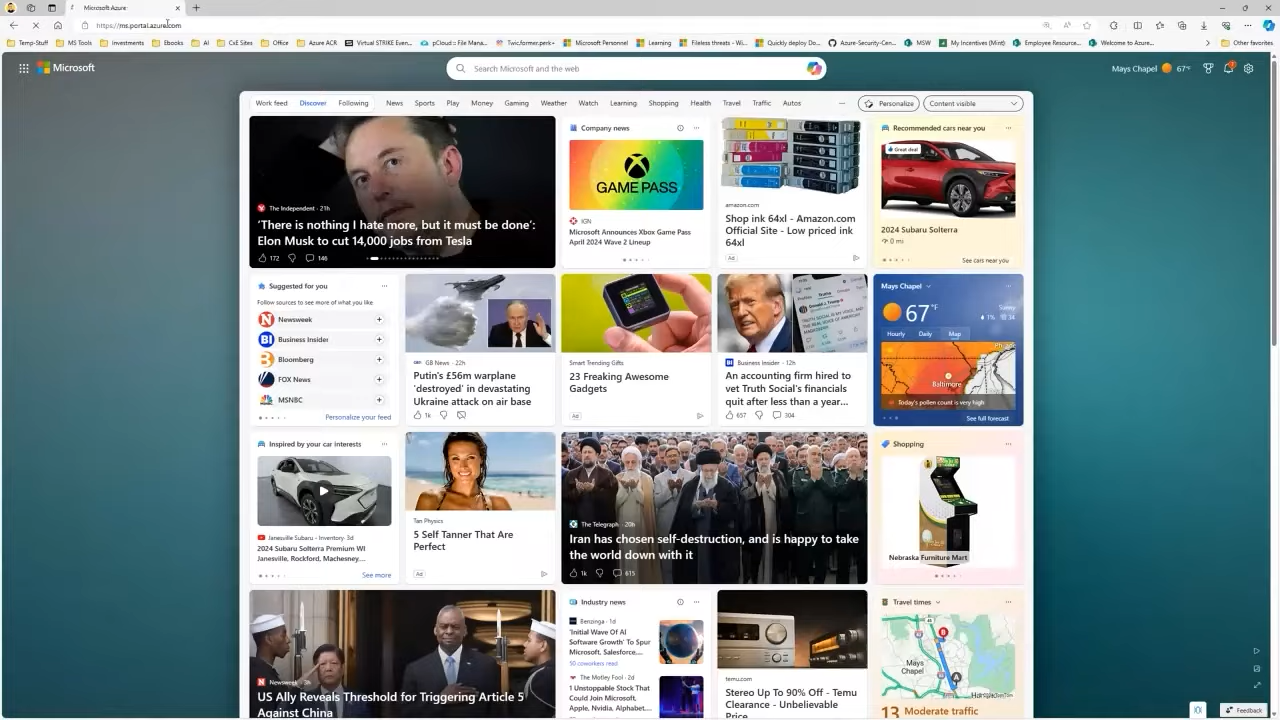 Microsoft Azure
https://ms.portal.azure.com
Temp-Stuff
MS Tools
investments
Ebooks
AI
CxE Sites
Office
Azure ACR
Virtual STRIKE Even...
pCloud - File Mana...
Twic.former.perk+
Microsoft Personnel
Learning
Fileless threats - Wi...
Quickly deploy Do...
Azure-Security-Cen...
MSW
My Incentives (Mint)
Employee Resource...
Welcome to Azure...
Other favorites
Microsoft
Search Microsoft and the web
Mays Chapel
67°F
Work feed
Discover
Following
News
Sports
Play
Money
Gaming
Weather
Watch
Learning
Shopping
Health
Travel
Traffic
Autos
Personalize
Content visible
The Independent · 21h
‘There is nothing I hate more, but it must be done’:
Elon Musk to cut 14,000 jobs from Tesla
172
146
Company news
GAME PASS
IGN
Microsoft Announces Xbox Game Pass
April 2024 Wave 2 Lineup
amazon.com
Shop ink 64xl - Amazon.com
Official Site - Low priced ink
64xl
Ad
Recommended cars near you
Great deal
2024 Subaru Solterra
0 mi
See cars near you
Suggested for you
Follow sources to see more of what you like
Newsweek
Business Insider
Bloomberg
FOX News
MSNBC
Personalize your feed
GB News · 22h
Putin's £56m warplane
'destroyed' in devastating
Ukraine attack on air base
1k
Smart Trending Gifts
23 Freaking Awesome
Gadgets
Ad
Business Insider · 12h
An accounting firm hired to
vet Truth Social's financials
quit after less than a year...
657
304
Mays Chapel
67°F
Sunny
1%
34
Hourly
Daily
Map
Baltimore
Today's pollen count is very high
See full forecast
Inspired by your car interests
Janesville Subaru - Inventory · 3d
2024 Subaru Solterra Premium WI
Janesville, Rockford, Machesney....
See more
Tan Physics
5 Self Tanner That Are
Perfect
Ad
The Telegraph · 20h
Iran has chosen self-destruction, and is happy to take
the world down with it
1k
615
Shopping
Nebraska Furniture Mart
Newsweek · 3h
US Ally Reveals Threshold for Triggering Article 5
Against China
Industry news
Benzinga · 1d
'Initial Wave Of AI
Software Growth' To Spur
Microsoft, Salesforce,...
50 coworkers read
The Motley Fool · 2d
1 Unstoppable Stock That
Could Join Microsoft,
Apple, Nvidia, Alphabet...
temu.com
Stereo Up To 90% Off - Temu
Clearance - Unbelievable
Price
Travel times
Mays
Chapel
13 Moderate traffic
Feedback